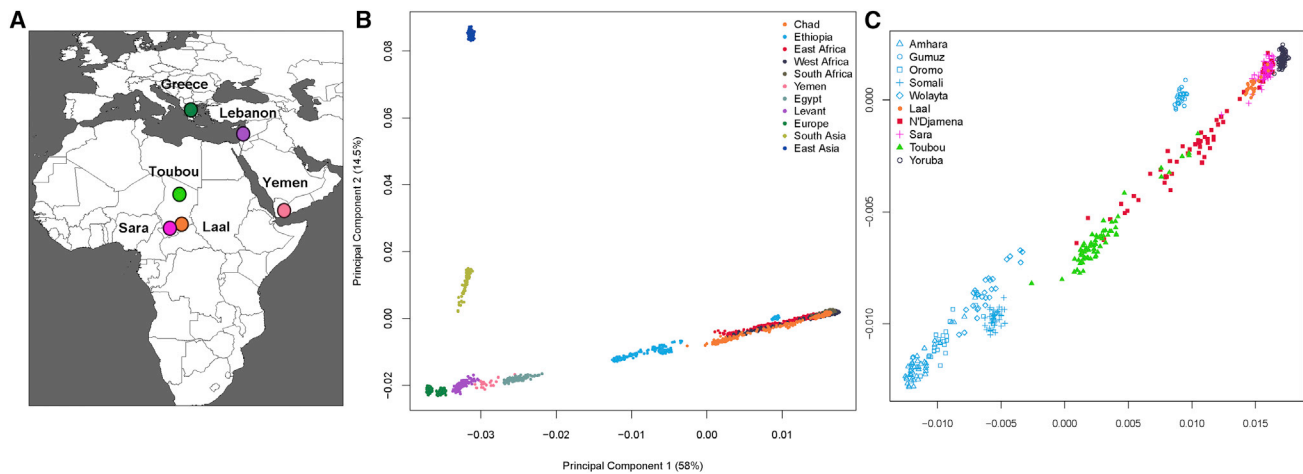 A
Greece
Lebanon
Toubou
Yemen
Sara
Laal
B
Principal Component 2 (14.5%)
0.08
0.06
0.04
0.02
0.00
−0.02
Chad
Ethiopia
East Africa
West Africa
South Africa
Yemen
Egypt
Levant
Europe
South Asia
East Asia
−0.03
−0.02
−0.01
0.00
0.01
Principal Component 1 (58%)
C
0.000
−0.005
−0.010
Amhara
Gumuz
Oromo
Somali
Wolayta
Laal
N'Djamena
Sara
Toubou
Yoruba
−0.010
−0.005
0.000
0.005
0.010
0.015